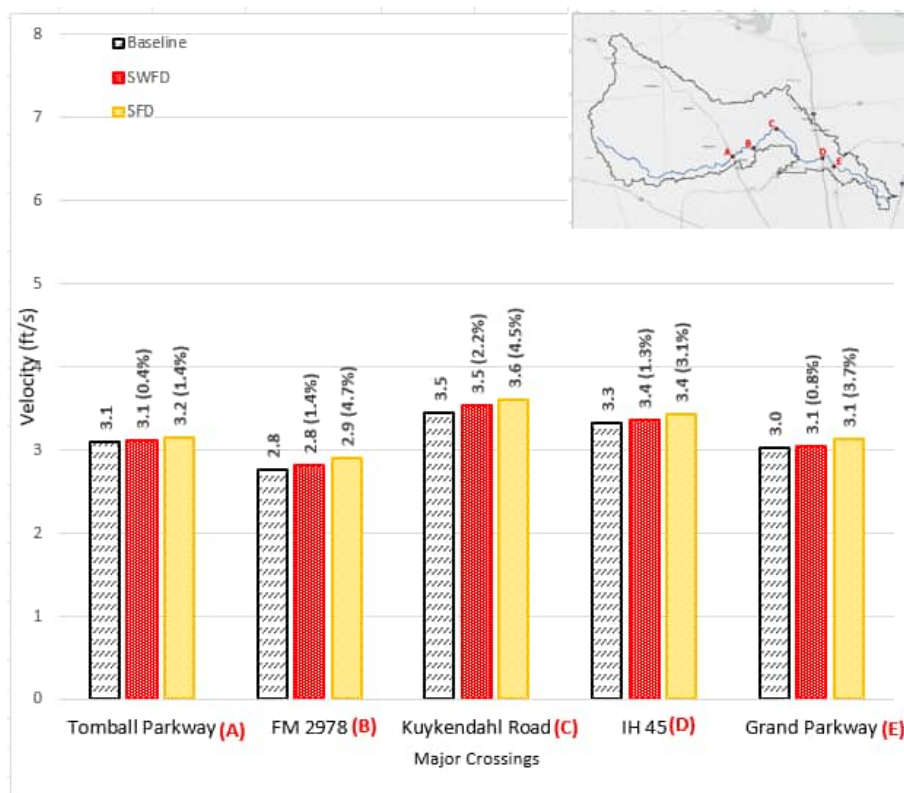 8
7
6
5
4
3
2
1
0
Velocity (ft/s)
Baseline
SWFD
SFD
A
B
C
D
E
3.1
3.1 (0.4%)
3.2 (1.4%)
2.8
2.8 (1.4%)
2.9 (4.7%)
3.5
3.5 (2.2%)
3.6 (4.5%)
3.3
3.4 (1.3%)
3.4 (3.1%)
3.0
3.1 (0.8%)
3.1 (3.7%)
Tomball Parkway (A)
FM 2978 (B)
Kuykendahl Road (C)
IH 45 (D)
Grand Parkway (E)
Major Crossings